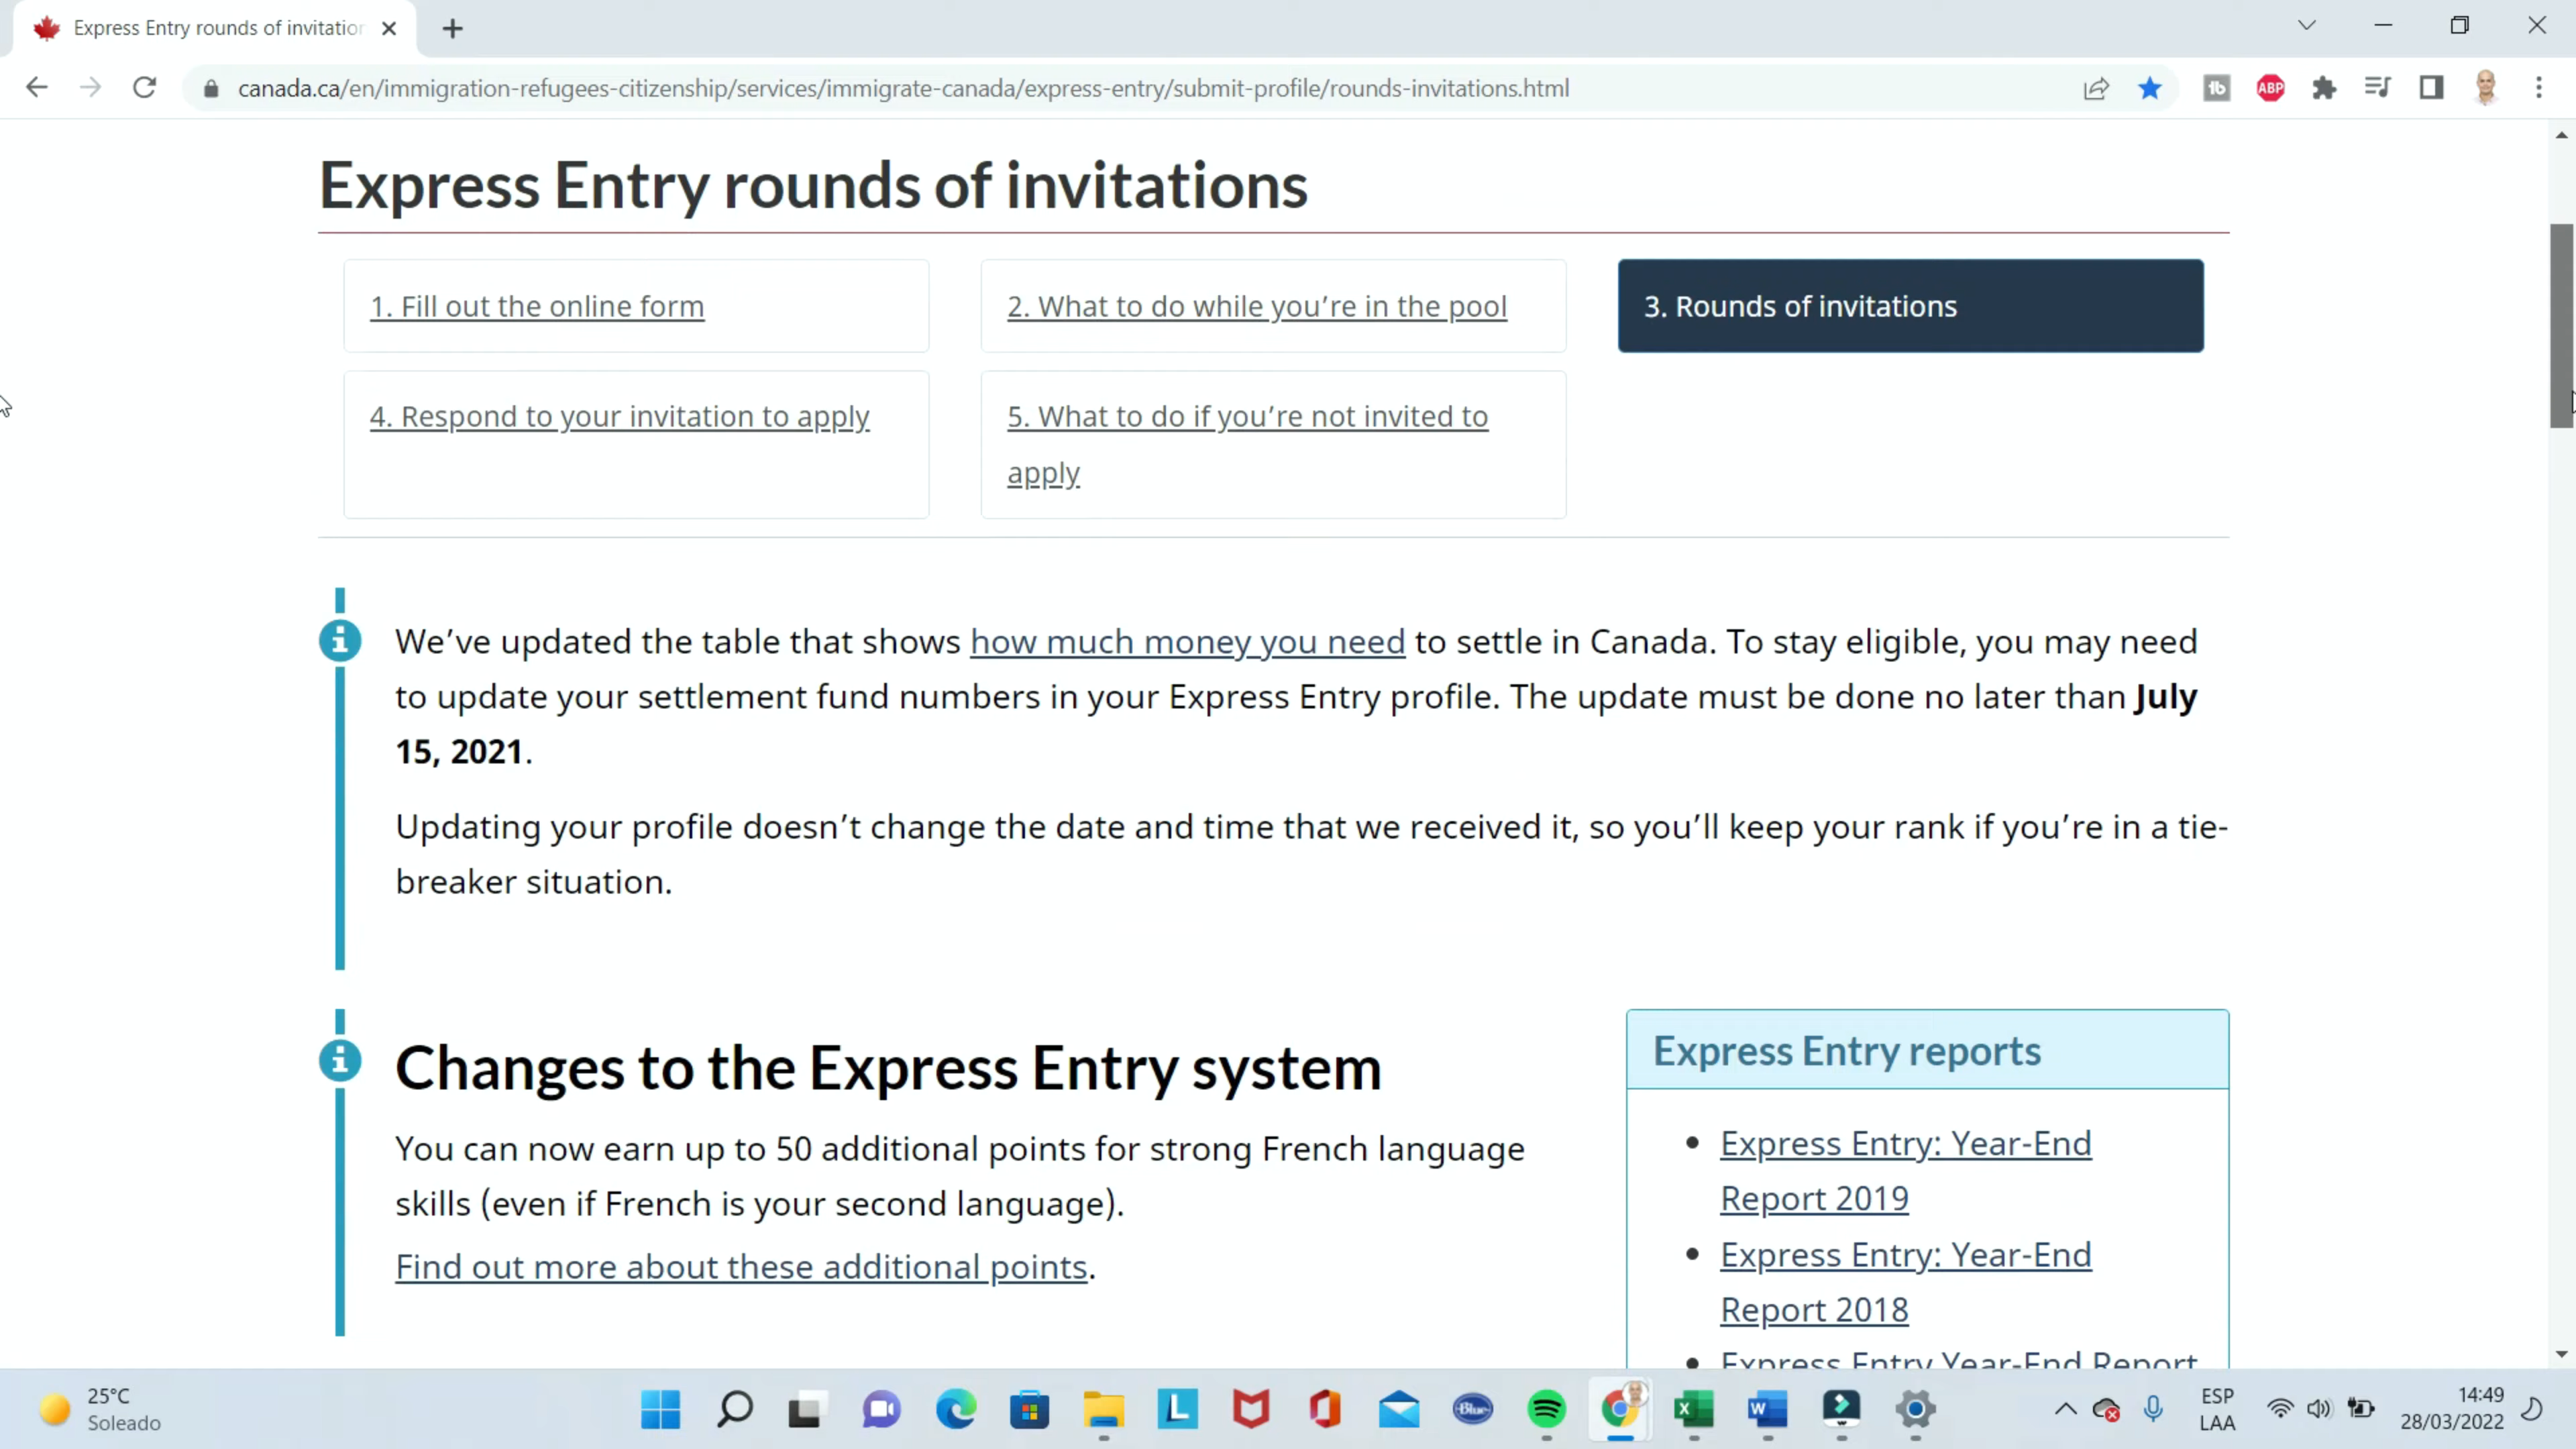 Express Entry rounds of invitation
canada.ca/en/immigration-refugees-citizenship/services/immigrate-canada/express-entry/submit-profile/rounds-invitations.html
ABP
Express Entry rounds of invitations
1. Fill out the online form
2. What to do while you’re in the pool
3. Rounds of invitations
4. Respond to your invitation to apply
5. What to do if you’re not invited to
apply
We’ve updated the table that shows how much money you need to settle in Canada. To stay eligible, you may need
to update your settlement fund numbers in your Express Entry profile. The update must be done no later than July
15, 2021.
Updating your profile doesn’t change the date and time that we received it, so you’ll keep your rank if you’re in a tie-
breaker situation.
Changes to the Express Entry system
You can now earn up to 50 additional points for strong French language
skills (even if French is your second language).
Find out more about these additional points.
Express Entry reports
Express Entry: Year-End
Report 2019
Express Entry: Year-End
Report 2018
Express Entry Year-End Report
25°C
Soleado
L
Blue
X
W
ESP
LAA
14:49
28/03/2022